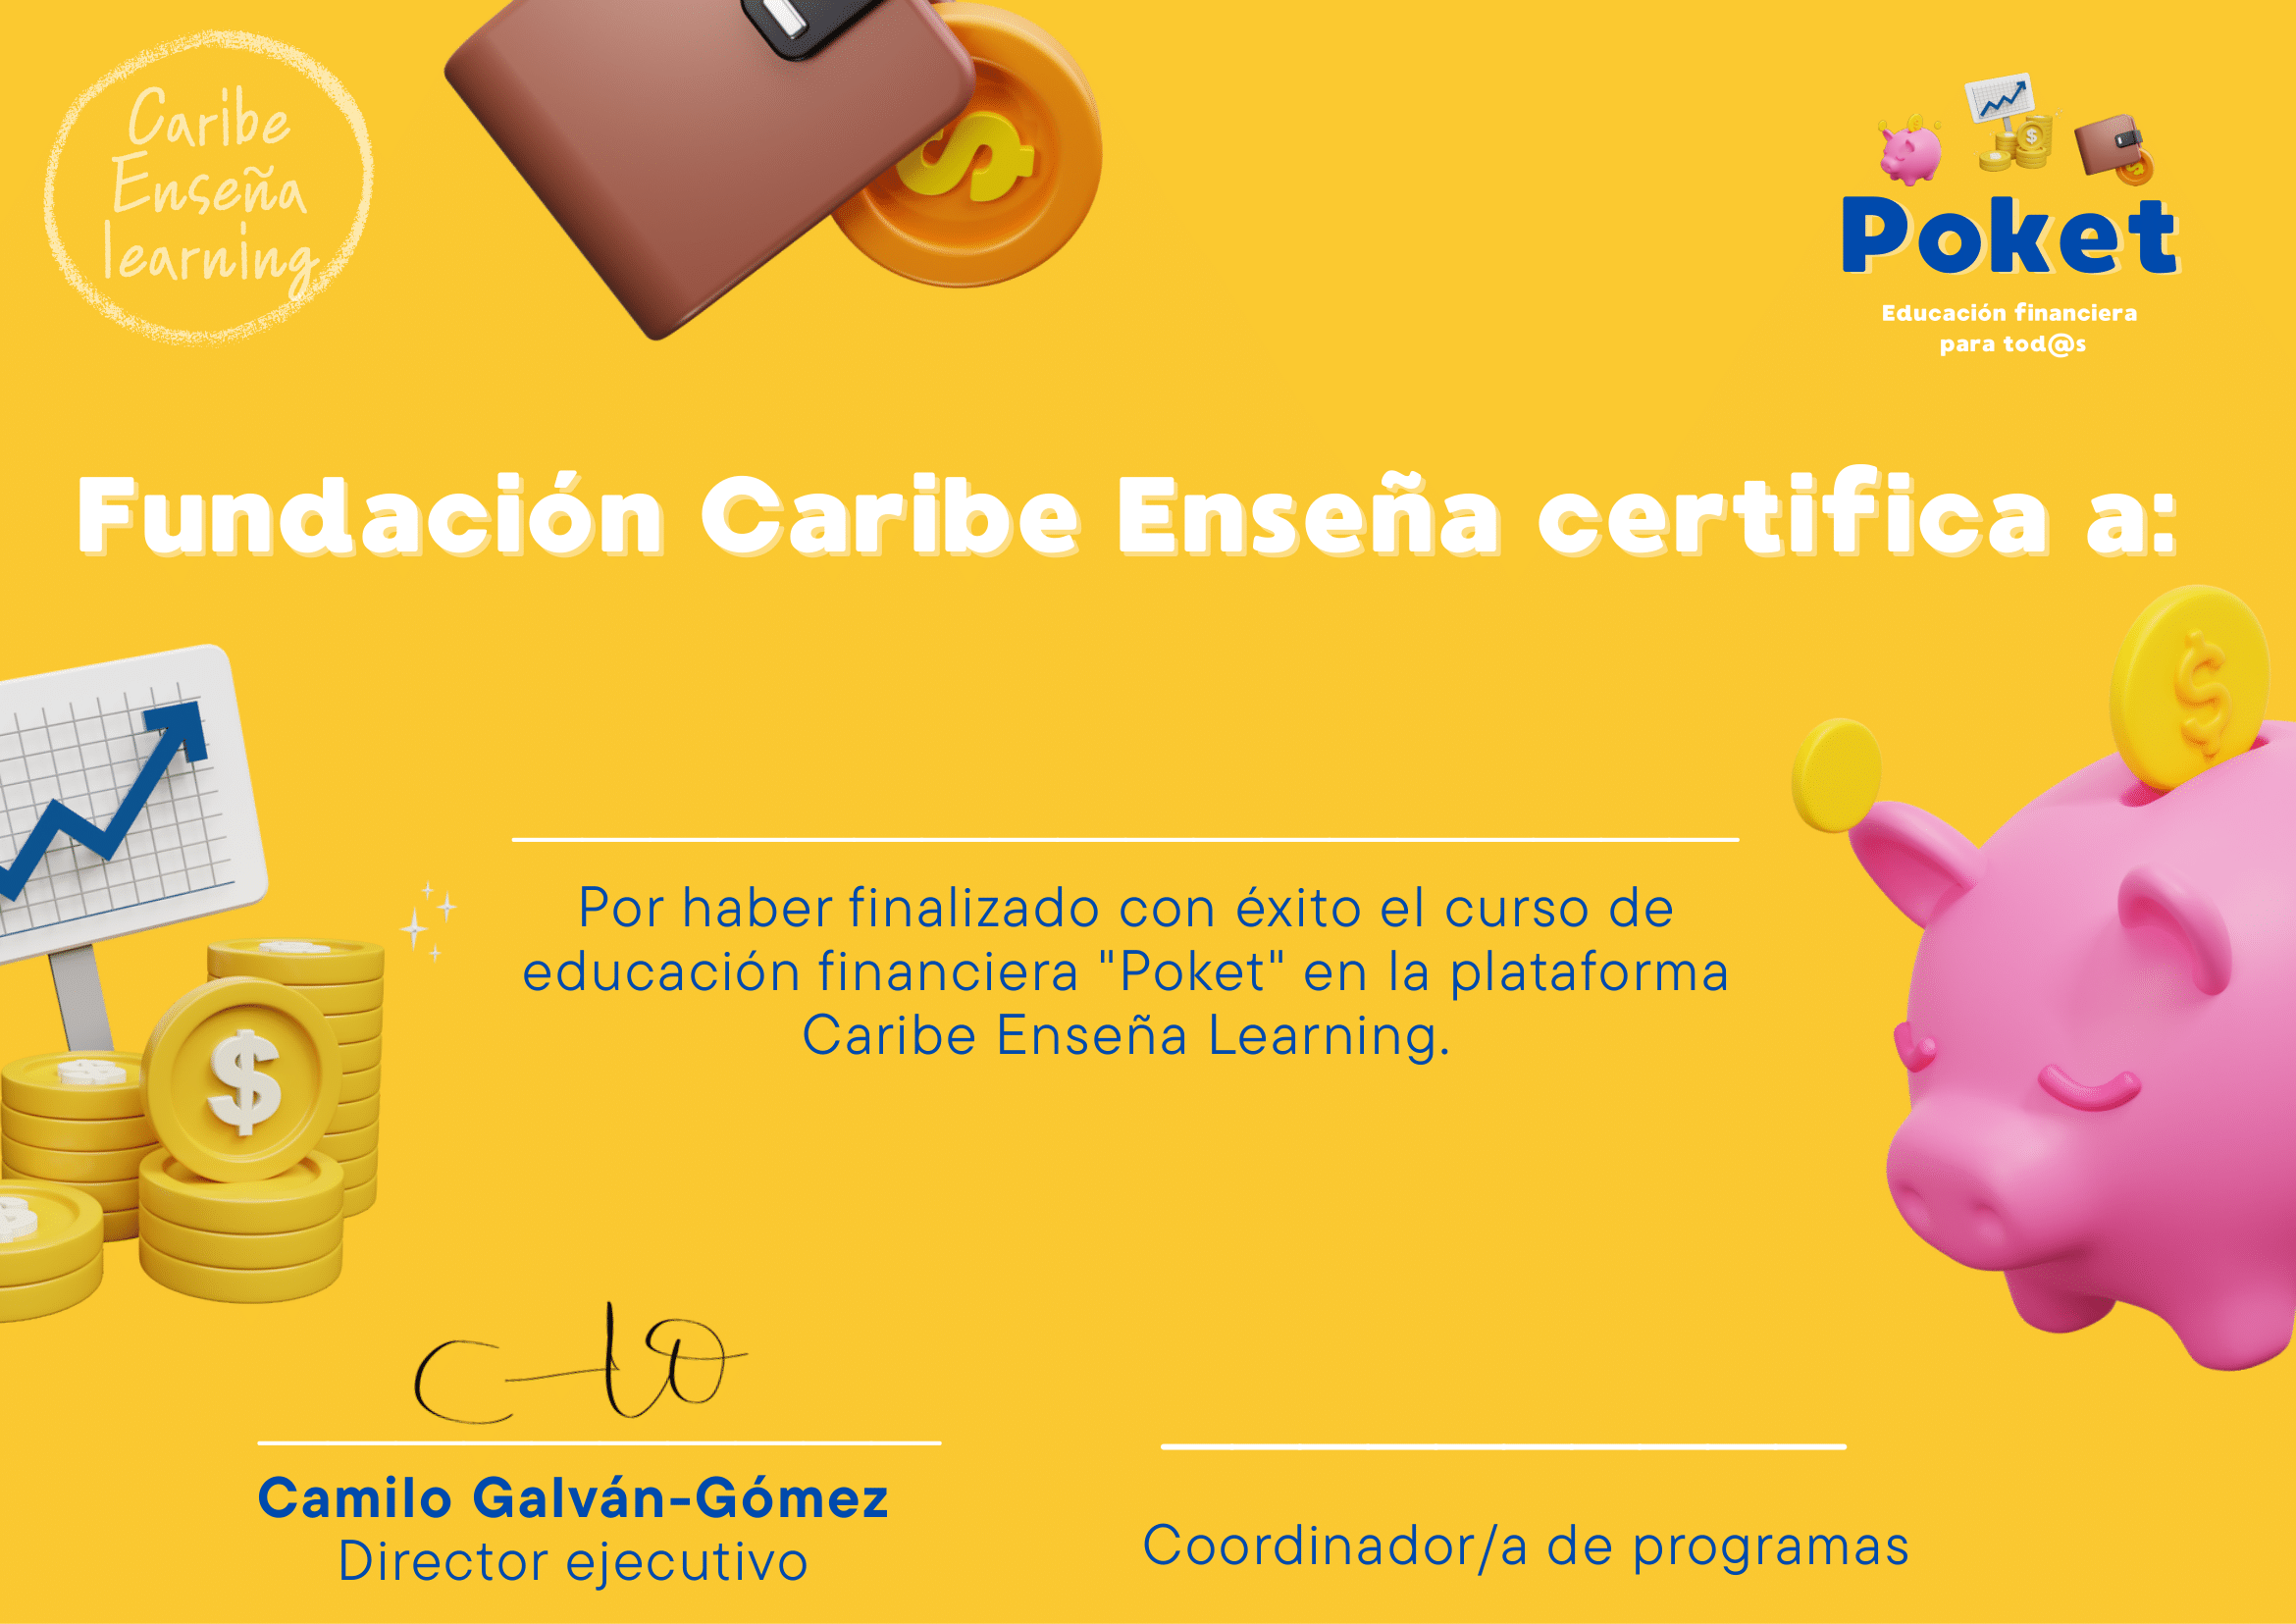 Caribe
Enseña
learning
Poket
Educación financiera
para tod@s
Fundación Caribe Enseña certifica a:
Por haber finalizado con éxito el curso de
educación financiera "Poket" en la plataforma
Caribe Enseña Learning.
Camilo Galván-Gómez
Director ejecutivo
Coordinador/a de programas